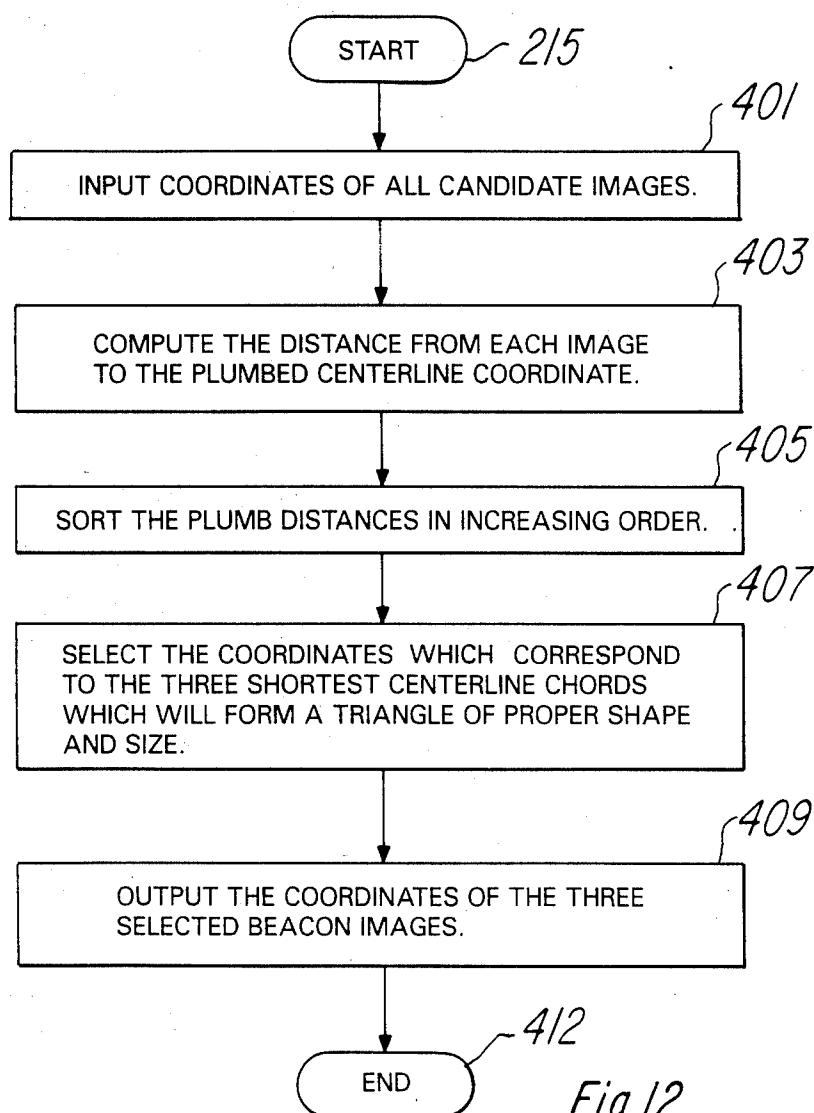 START
215
401
INPUT COORDINATES OF ALL CANDIDATE IMAGES.
403
COMPUTE THE DISTANCE FROM EACH IMAGE
TO THE PLUMBED CENTERLINE COORDINATE.
405
SORT THE PLUMB DISTANCES IN INCREASING ORDER.
407
SELECT THE COORDINATES WHICH CORRESPOND
TO THE THREE SHORTEST CENTERLINE CHORDS
WHICH WILL FORM A TRIANGLE OF PROPER SHAPE
AND SIZE.
409
OUTPUT THE COORDINATES OF THE THREE
SELECTED BEACON IMAGES.
412
END
Fig.12